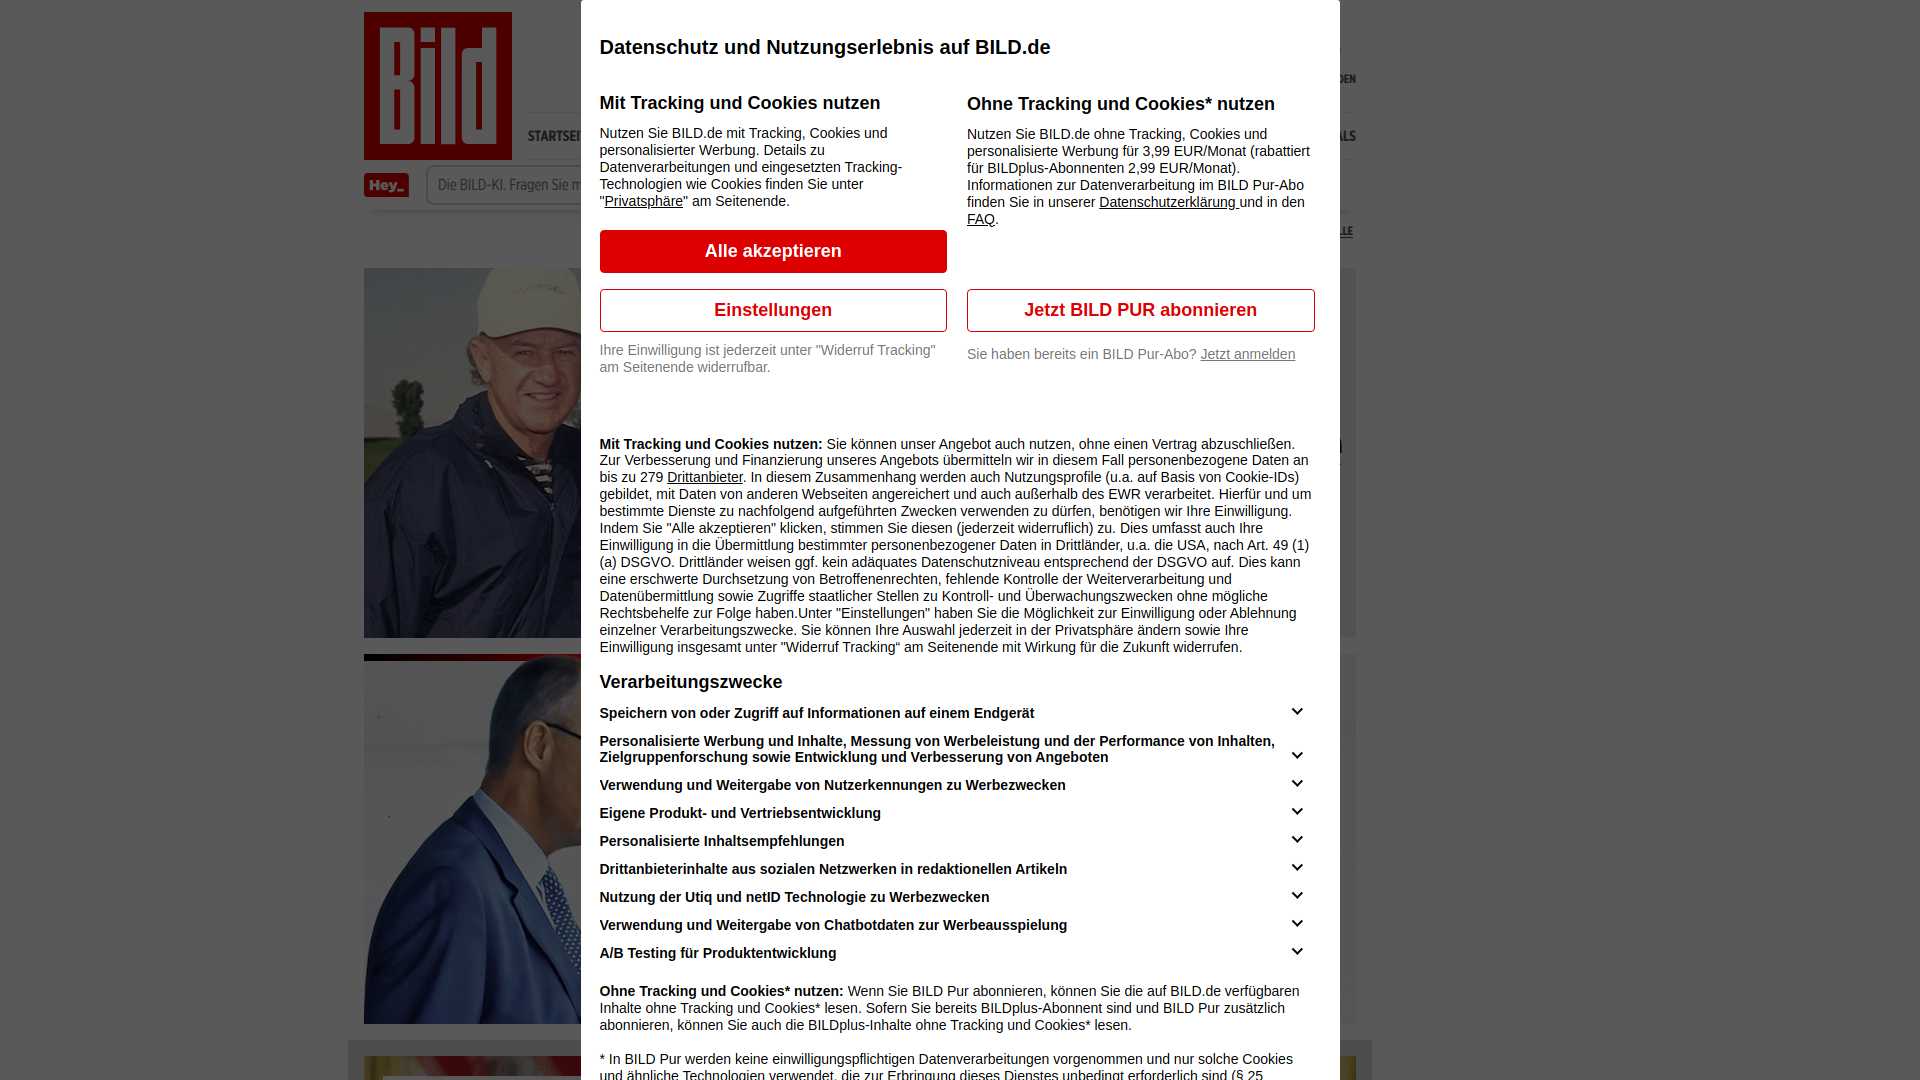 Bild
STARTSEI
Hey_
Die BILD-KI. Fragen Sie m
DEN
ALS
LLE
Datenschutz und Nutzungserlebnis auf BILD.de
Mit Tracking und Cookies nutzen
Nutzen Sie BILD.de mit Tracking, Cookies und
personalisierter Werbung. Details zu
Datenverarbeitungen und eingesetzten Tracking-
Technologien wie Cookies finden Sie unter
"Privatsphäre" am Seitenende.
Alle akzeptieren
Einstellungen
Ihre Einwilligung ist jederzeit unter "Widerruf Tracking"
am Seitenende widerrufbar.
Ohne Tracking und Cookies* nutzen
Nutzen Sie BILD.de ohne Tracking, Cookies und
personalisierte Werbung für 3,99 EUR/Monat (rabattiert
für BILDplus-Abonnenten 2,99 EUR/Monat).
Informationen zur Datenverarbeitung im BILD Pur-Abo
finden Sie in unserer Datenschutzerklärung und in den
FAQ.
Jetzt BILD PUR abonnieren
Sie haben bereits ein BILD Pur-Abo? Jetzt anmelden
Mit Tracking und Cookies nutzen: Sie können unser Angebot auch nutzen, ohne einen Vertrag abzuschließen.
Zur Verbesserung und Finanzierung unseres Angebots übermitteln wir in diesem Fall personenbezogene Daten an
bis zu 279 Drittanbieter. In diesem Zusammenhang werden auch Nutzungsprofile (u.a. auf Basis von Cookie-IDs)
gebildet, mit Daten von anderen Webseiten angereichert und auch außerhalb des EWR verarbeitet. Hierfür und um
bestimmte Dienste zu nachfolgend aufgeführten Zwecken verwenden zu dürfen, benötigen wir Ihre Einwilligung.
Indem Sie "Alle akzeptieren" klicken, stimmen Sie diesen (jederzeit widerruflich) zu. Dies umfasst auch Ihre
Einwilligung in die Übermittlung bestimmter personenbezogener Daten in Drittländer, u.a. die USA, nach Art. 49 (1)
(a) DSGVO. Drittländer weisen ggf. kein adäquates Datenschutzniveau entsprechend der DSGVO auf. Dies kann
eine erschwerte Durchsetzung von Betroffenenrechten, fehlende Kontrolle der Weiterverarbeitung und
Datenübermittlung sowie Zugriffe staatlicher Stellen zu Kontroll- und Überwachungszwecken ohne mögliche
Rechtsbehelfe zur Folge haben.Unter "Einstellungen" haben Sie die Möglichkeit zur Einwilligung oder Ablehnung
einzelner Verarbeitungszwecke. Sie können Ihre Auswahl jederzeit in der Privatsphäre ändern sowie Ihre
Einwilligung insgesamt unter "Widerruf Tracking“ am Seitenende mit Wirkung für die Zukunft widerrufen.
Verarbeitungszwecke
Speichern von oder Zugriff auf Informationen auf einem Endgerät
Personalisierte Werbung und Inhalte, Messung von Werbeleistung und der Performance von Inhalten,
Zielgruppenforschung sowie Entwicklung und Verbesserung von Angeboten
Verwendung und Weitergabe von Nutzerkennungen zu Werbezwecken
Eigene Produkt- und Vertriebsentwicklung
Personalisierte Inhaltsempfehlungen
Drittanbieterinhalte aus sozialen Netzwerken in redaktionellen Artikeln
Nutzung der Utiq und netID Technologie zu Werbezwecken
Verwendung und Weitergabe von Chatbotdaten zur Werbeausspielung
A/B Testing für Produktentwicklung
Ohne Tracking und Cookies* nutzen: Wenn Sie BILD Pur abonnieren, können Sie die auf BILD.de verfügbaren
Inhalte ohne Tracking und Cookies* lesen. Sofern Sie bereits BILDplus-Abonnent sind und BILD Pur zusätzlich
abonnieren, können Sie auch die BILDplus-Inhalte ohne Tracking und Cookies* lesen.
* In BILD Pur werden keine einwilligungspflichtigen Datenverarbeitungen vorgenommen und nur solche Cookies
und ähnliche Technologien verwendet, die zur Erbringung dieses Dienstes unbedingt erforderlich sind (§ 25